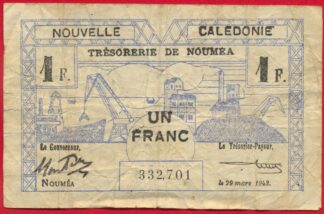 NOUVELLE CALEDONIE
TRÉSORERIE DE NOUMÉA
1 F. 1 F.
UN
FRANC
Le Gouverneur, Le Trésorier-Payeur,
332,701
NOUMÉA le 29 mars 1943.